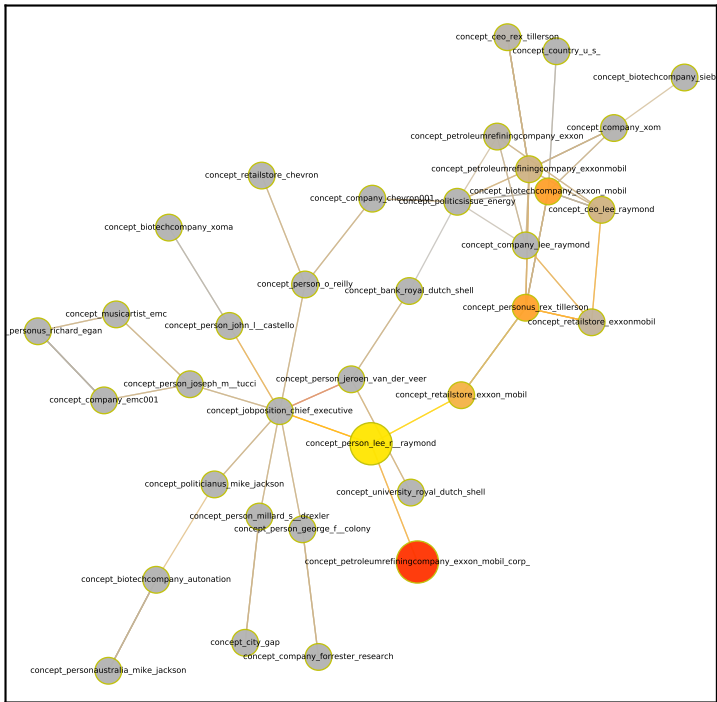 concept_ceo_rex_tillerson
concept_country_u_s_
concept_biotechcompany_sieb
concept_company_xom
concept_petroleumrefiningcompany_exxon
concept_petroleumrefiningcompany_exxonmobil
concept_retailstore_chevron
concept_biotechcompany_exxon_mobil
concept_company_chevron001
concept_politicsissue_energy
concept_ceo_lee_raymond
concept_biotechcompany_xoma
concept_company_lee_raymond
concept_person_o_reilly
concept_bank_royal_dutch_shell
concept_personus_rex_tillerson
concept_musicartist_emc
concept_retailstore_exxonmobil
concept_person_john_l__castello
_personus_richard_egan
concept_person_jeroen_van_der_veer
concept_person_joseph_m__tucci
concept_retailstore_exxon_mobil
concept_company_emc001
concept_jobposition_chief_executive
concept_person_lee_r__raymond
concept_politicianus_mike_jackson
concept_university_royal_dutch_shell
concept_person_millard_s__drexler
concept_person_george_f__colony
concept_petroleumrefiningcompany_exxon_mobil_corp_
concept_biotechcompany_autonation
concept_city_gap
concept_company_forrester_research
concept_personaustralia_mike_jackson